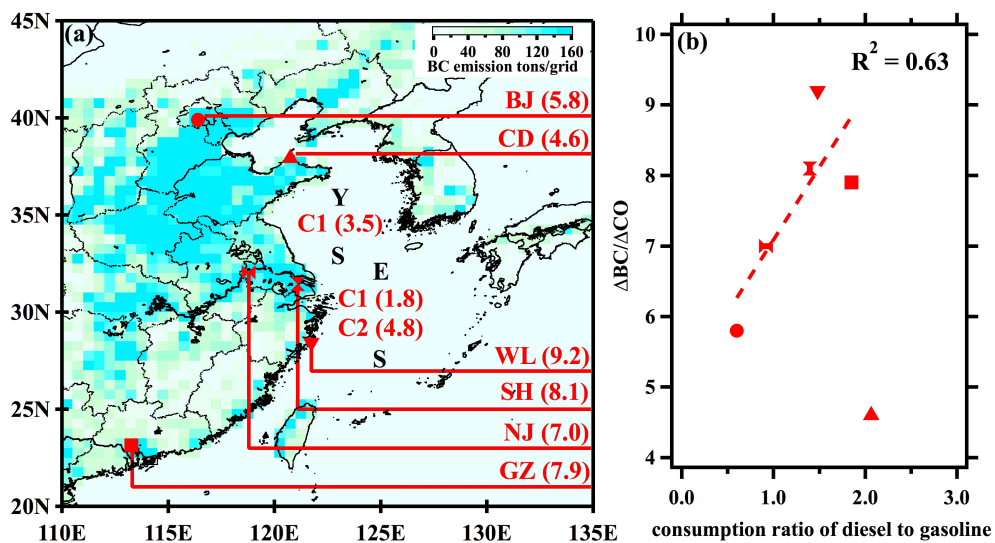 45N
40N
35N
30N
25N
20N
110E
115E
120E
125E
130E
135E
(a)
0
40
80
120
160
BC emission tons/grid
BJ (5.8)
CD (4.6)
Y
C1 (3.5)
S
E
C1 (1.8)
C2 (4.8)
S
WL (9.2)
SH (8.1)
NJ (7.0)
GZ (7.9)
(b)
R² = 0.63
ΔBC/ΔCO
10
9
8
7
6
5
4
0.0
1.0
2.0
3.0
consumption ratio of diesel to gasoline